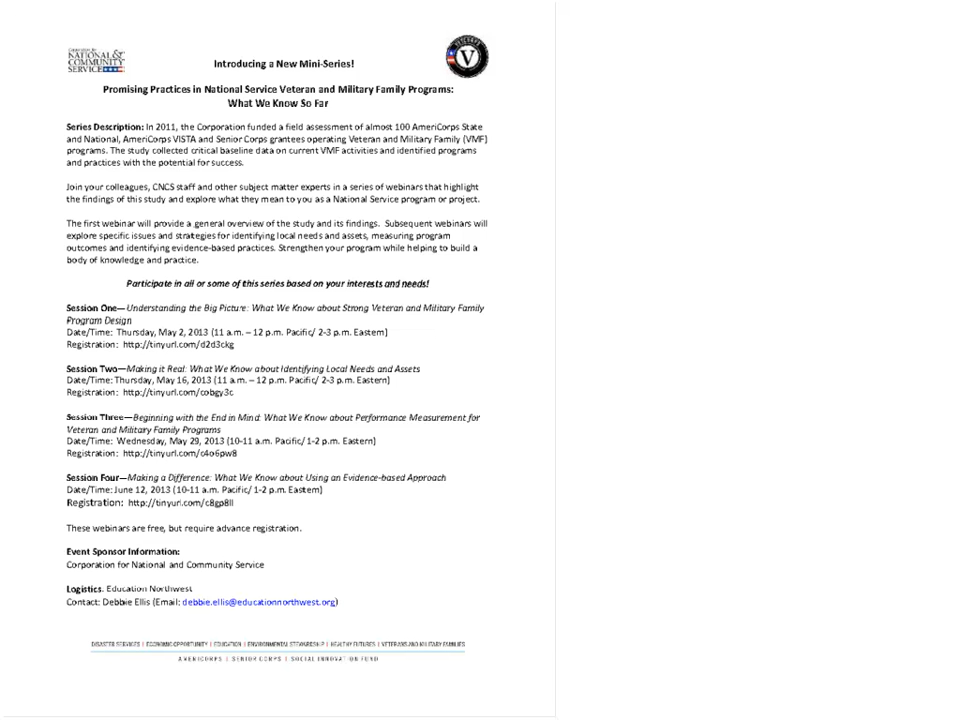 NATIONAL &
COMMUNITY
SERVICE
VETCORPS
V
Introducing a New Mini-Series!
Promising Practices in National Service Veteran and Military Family Programs:
What We Know So Far
Series Description: In 2011, the Corporation funded a field assessment of almost 100 AmeriCorps State
and National, AmeriCorps VISTA and Senior Corps grantees operating Veteran and Military Family (VMF)
programs. The study collected critical baseline data on current VMF activities and identified programs
and practices with the potential for success.
Join your colleagues, CNCS staff and other subject matter experts in a series of webinars that highlight
the findings of this study and explore what they mean to you as a National Service program or project.
The first webinar will provide a general overview of the study and its findings. Subsequent webinars will
explore specific issues and strategies for identifying local needs and assets, measuring program
outcomes and identifying evidence-based practices. Strengthen your program while helping to build a
body of knowledge and practice.
Participate in all or some of this series based on your interests and needs!
Session One—Understanding the Big Picture: What We Know about Strong Veteran and Military Family
Program Design
Date/Time: Thursday, May 2, 2013 (11 a.m. – 12 p.m. Pacific/ 2-3 p.m. Eastern)
Registration: http://tinyurl.com/d2d3ckg
Session Two—Making it Real: What We Know about Identifying Local Needs and Assets
Date/Time: Thursday, May 16, 2013 (11 a.m. – 12 p.m. Pacific/ 2-3 p.m. Eastern)
Registration: http://tinyurl.com/cobgy3c
Session Three—Beginning with the End in Mind: What We Know about Performance Measurement for
Veteran and Military Family Programs
Date/Time: Wednesday, May 29, 2013 (10-11 a.m. Pacific/ 1-2 p.m. Eastern)
Registration: http://tinyurl.com/c4o6pw8
Session Four—Making a Difference: What We Know about Using an Evidence-based Approach
Date/Time: June 12, 2013 (10-11 a.m. Pacific/ 1-2 p.m. Eastern)
Registration: http://tinyurl.com/c8gp8ll
These webinars are free, but require advance registration.
Event Sponsor Information:
Corporation for National and Community Service
Logistics: Education Northwest
Contact: Debbie Ellis (Email: debbie.ellis@educationnorthwest.org)
DISASTER SERVICES | ECONOMIC OPPORTUNITY | EDUCATION | ENVIRONMENTAL STEWARDSHIP | HEALTHY FUTURES | VETERANS AND MILITARY FAMILIES
AMERICORPS | SENIOR CORPS | SOCIAL INNOVATION FUND